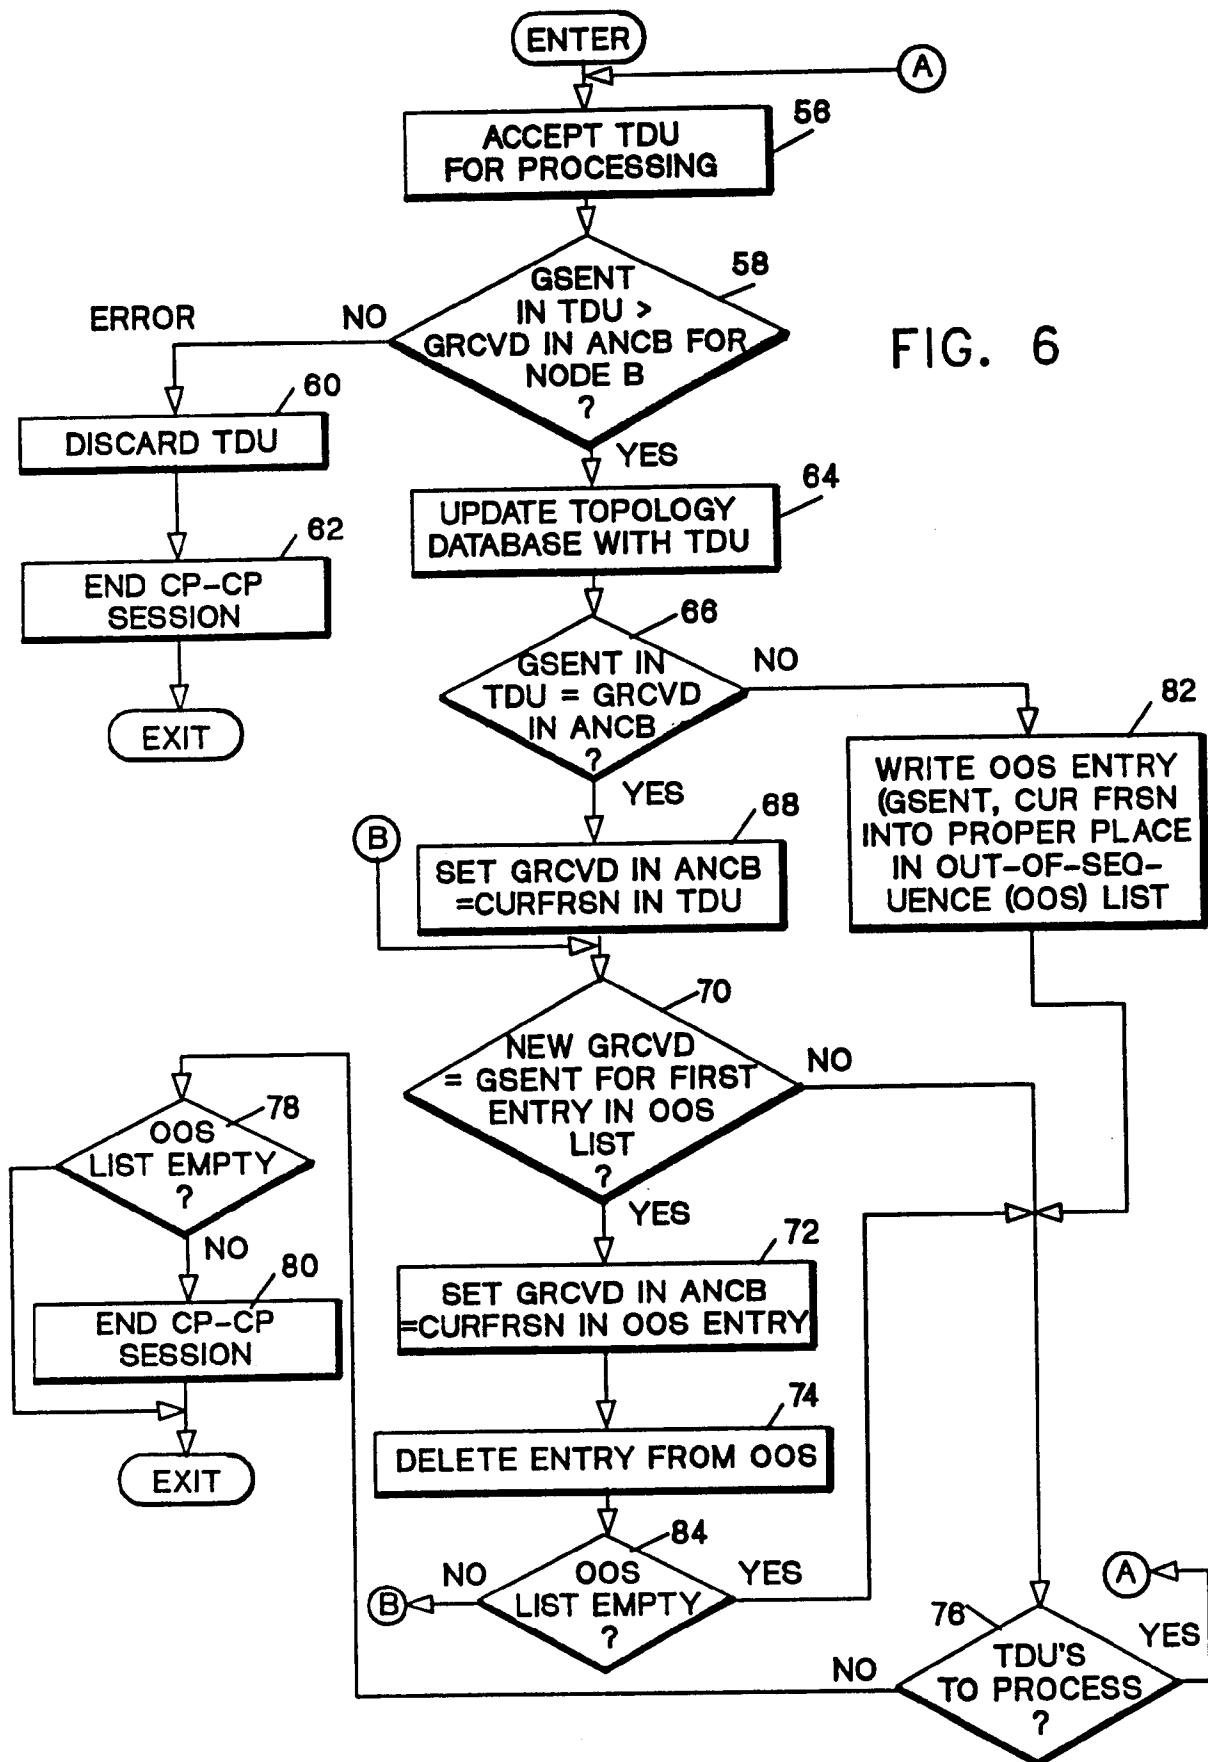 ENTER
A
56
ACCEPT TDU
FOR PROCESSING
58
GSENT
IN TDU >
GRCVD IN ANCB FOR
NODE B
?
ERROR
NO
FIG. 6
60
DISCARD TDU
YES
64
UPDATE TOPOLOGY
DATABASE WITH TDU
62
END CP-CP
SESSION
EXIT
66
GSENT IN
TDU = GRCVD
IN ANCB
?
NO
YES
82
WRITE OOS ENTRY
(GSENT, CUR FRSN
INTO PROPER PLACE
IN OUT-OF-SEQ-
UENCE (OOS) LIST
B
68
SET GRCVD IN ANCB
=CURFRSN IN TDU
70
NEW GRCVD
= GSENT FOR FIRST
ENTRY IN OOS
LIST
?
NO
YES
78
OOS
LIST EMPTY
?
NO
80
END CP-CP
SESSION
EXIT
72
SET GRCVD IN ANCB
=CURFRSN IN OOS ENTRY
74
DELETE ENTRY FROM OOS
84
OOS
LIST EMPTY
?
NO
B
YES
A
76
TDU'S
TO PROCESS
?
YES
NO